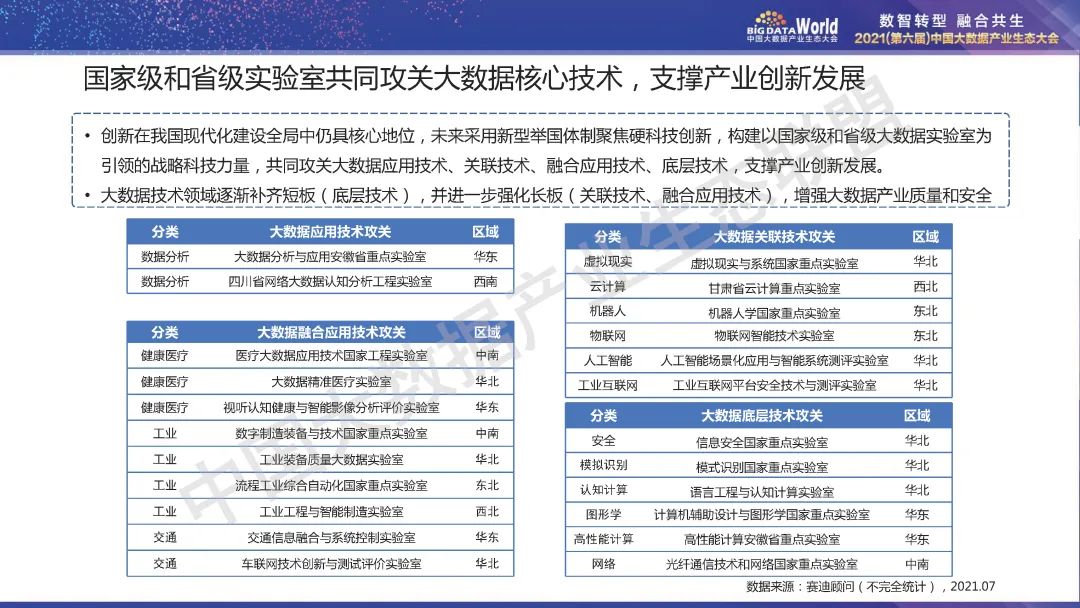 BIG DATA World
中国大数据产业生态大会
数智转型 融合共生
2021(第六届)中国大数据产业生态大会
国家级和省级实验室共同攻关大数据核心技术，支撑产业创新发展
• 创新在我国现代化建设全局中仍具核心地位，未来采用新型举国体制聚焦硬科技创新，构建以国家级和省级大数据实验室为
引领的战略科技力量，共同攻关大数据应用技术、关联技术、融合应用技术、底层技术，支撑产业创新发展。
• 大数据技术领域逐渐补齐短板（底层技术），并进一步强化长板（关联技术、融合应用技术），增强大数据产业质量和安全
分类 大数据应用技术攻关 区域
数据分析 大数据分析与应用安徽省重点实验室 华东
数据分析 四川省网络大数据认知分析工程实验室 西南
分类 大数据融合应用技术攻关 区域
健康医疗 医疗大数据应用技术国家工程实验室 中南
健康医疗 大数据精准医疗实验室 华北
健康医疗 视听认知健康与智能影像分析评价实验室 华东
工业 数字制造装备与技术国家重点实验室 中南
工业 工业装备质量大数据实验室 华北
工业 流程工业综合自动化国家重点实验室 东北
工业 工业工程与智能制造实验室 西北
交通 交通信息融合与系统控制实验室 华东
交通 车联网技术创新与测试评价实验室 华北
分类 大数据关联技术攻关 区域
虚拟现实 虚拟现实与系统国家重点实验室 华北
云计算 甘肃省云计算重点实验室 西北
机器人 机器人学国家重点实验室 东北
物联网 物联网智能技术实验室 东北
人工智能 人工智能场景化应用与智能系统测评实验室 华北
工业互联网 工业互联网平台安全技术与测评实验室 华北
分类 大数据底层技术攻关 区域
安全 信息安全国家重点实验室 华北
模拟识别 模式识别国家重点实验室 华北
认知计算 语言工程与认知计算实验室 华北
图形学 计算机辅助设计与图形学国家重点实验室 华东
高性能计算 高性能计算安徽省重点实验室 华东
网络 光纤通信技术和网络国家重点实验室 中南
数据来源：赛迪顾问（不完全统计），2021.07
中国大数据产业生态联盟